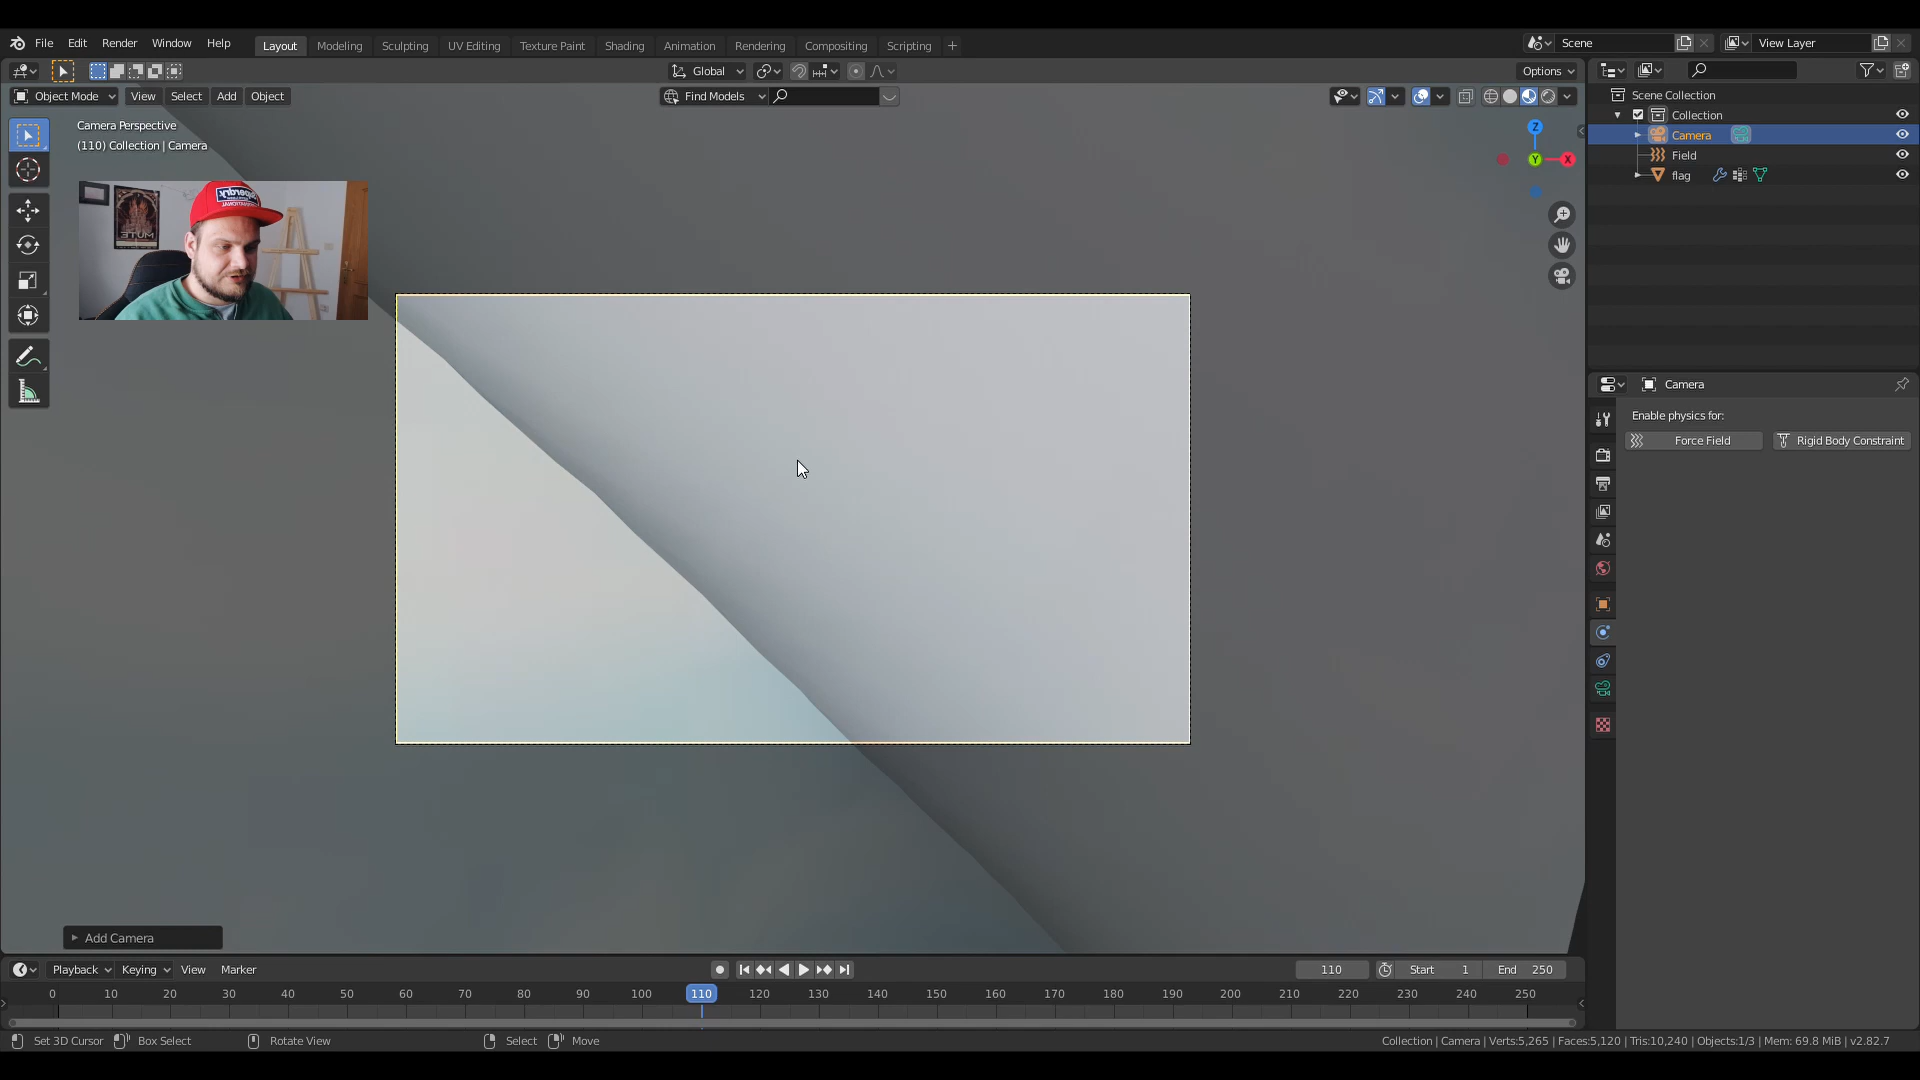 File Edit Render Window Help Layout Modeling Sculpting UV Editing Texture Paint Shading Animation Rendering Compositing Scripting + Scene View Layer
Global Options
Object Mode View Select Add Object Find Models
Camera Perspective
(110) Collection | Camera
Z
Y X
Scene Collection
Collection
Camera
Field
flag
Camera
Enable physics for:
Force Field Rigid Body Constraint
Add Camera
Playback Keying View Marker 110 Start 1 End 250
0 10 20 30 40 50 60 70 80 90 100 110 120 130 140 150 160 170 180 190 200 210 220 230 240 250
Set 3D Cursor Box Select Rotate View Select Move Collection | Camera | Verts:5,265 | Faces:5,120 | Tris:10,240 | Objects:1/3 | Mem: 69.8 MiB | v2.82.7